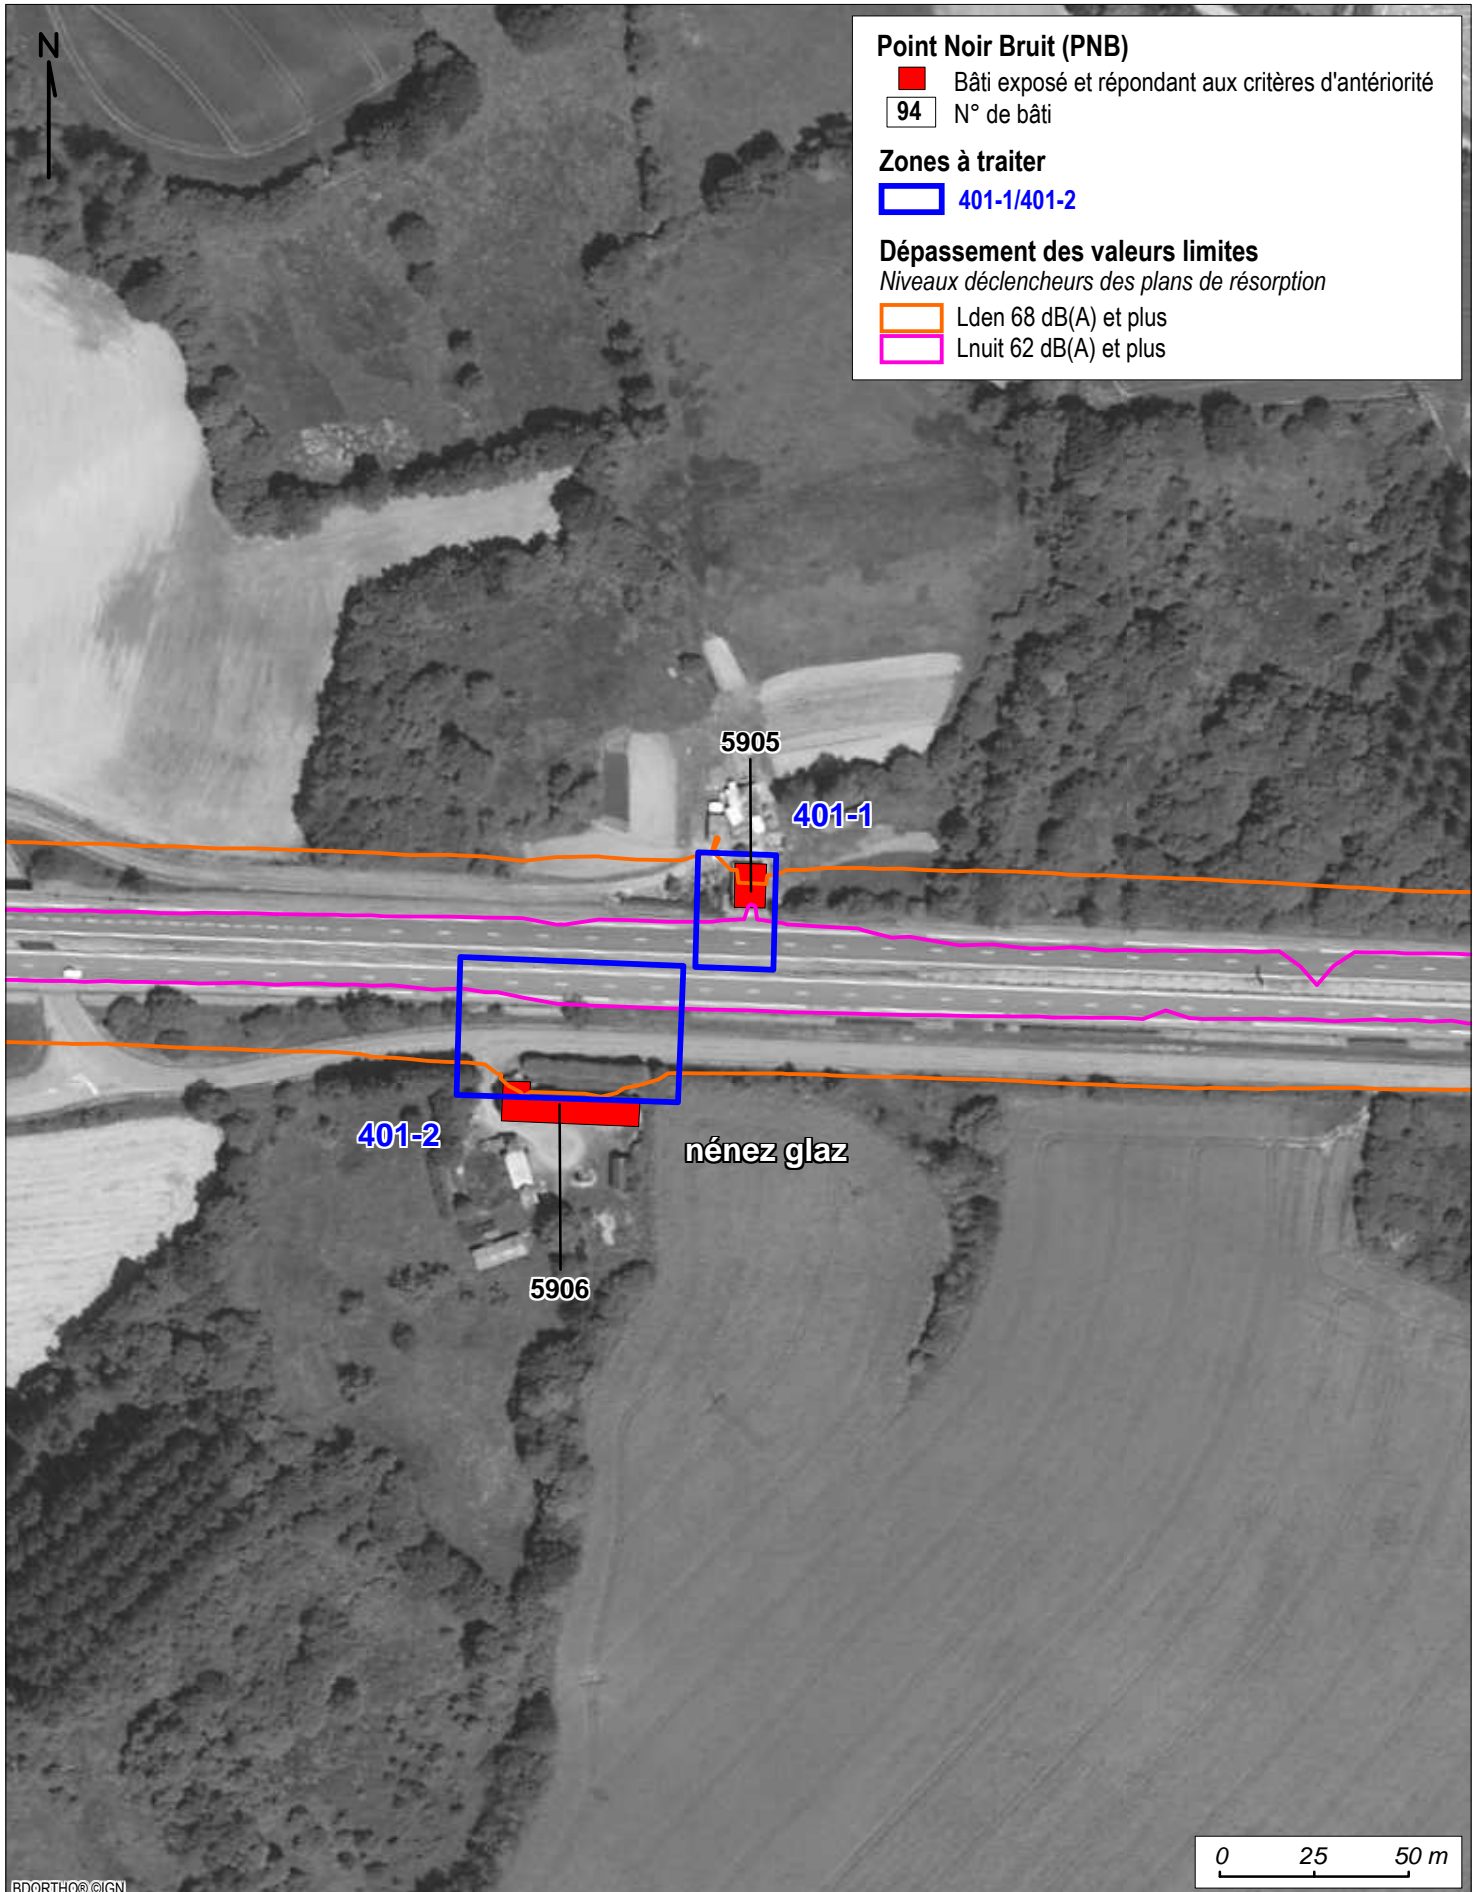 N
Point Noir Bruit (PNB)
Bâti exposé et répondant aux critères d'antériorité
94 N° de bâti
Zones à traiter
401-1/401-2
Dépassement des valeurs limites
Niveaux déclencheurs des plans de résorption
Lden 68 dB(A) et plus
Lnuit 62 dB(A) et plus
5905
401-1
401-2
nénez glaz
5906
0 25 50 m
BDORTHO® ©IGN